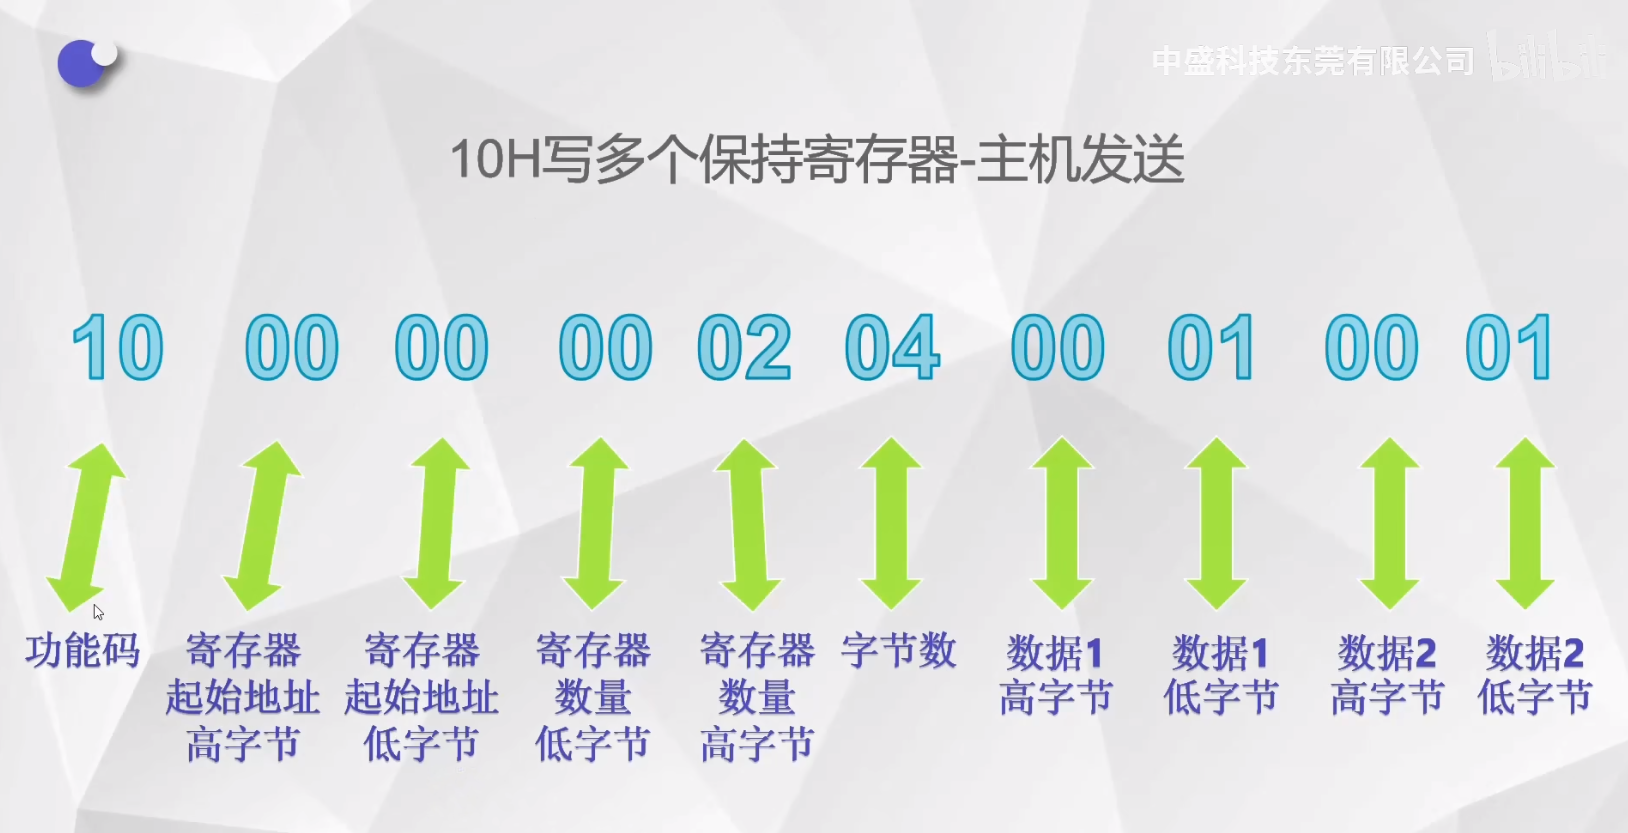 中盛科技东莞有限公司 bilibili
10H写多个保持寄存器-主机发送
10 00 00 00 02 04 00 01 00 01
功能码
寄存器
起始地址
高字节
寄存器
起始地址
低字节
寄存器
数量
低字节
寄存器
数量
高字节
字节数
数据1
高字节
数据1
低字节
数据2
高字节
数据2
低字节